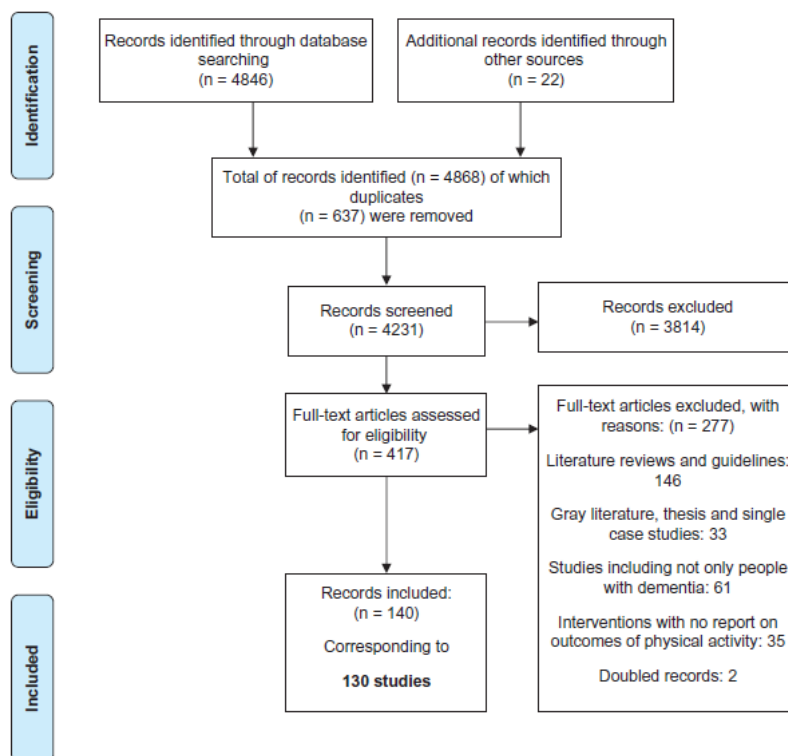 Identification
Records identified through database
searching
(n = 4846)
Additional records identified through
other sources
(n = 22)
Total of records identified (n = 4868) of which
duplicates
(n = 637) were removed
Screening
Records screened
(n = 4231)
Records excluded
(n = 3814)
Eligibility
Full-text articles assessed
for eligibility
(n = 417)
Full-text articles excluded, with
reasons: (n = 277)
Literature reviews and guidelines:
146
Gray literature, thesis and single
case studies: 33
Studies including not only people
with dementia: 61
Interventions with no report on
outcomes of physical activity: 35
Doubled records: 2
Included
Records included:
(n = 140)
Corresponding to
130 studies